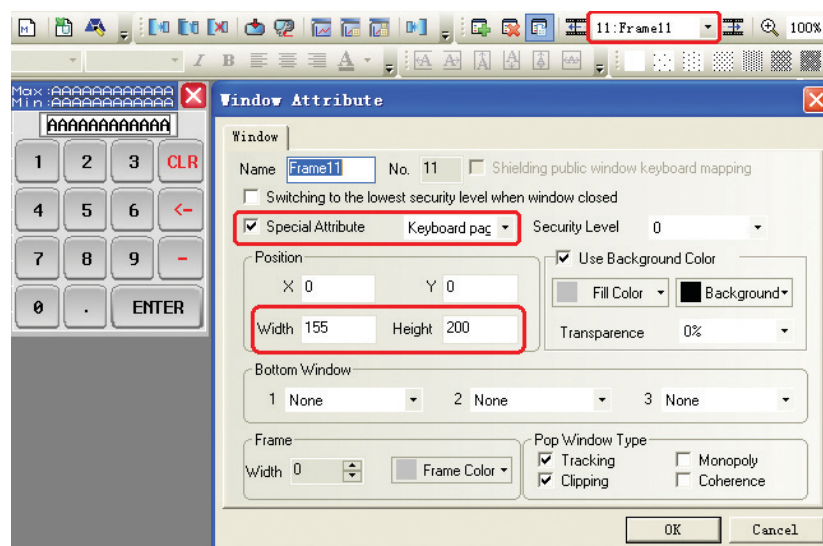 11:Frame11 100%
I B A
Max:AAAAAAAAAAAA
Min:AAAAAAAAAAAA
AAAAAAAAAAAA
1 2 3 CLR
4 5 6 <-
7 8 9 -
0 . ENTER
Window Attribute
Window
Name Frame11 No. 11 Shielding public window keyboard mapping
Switching to the lowest security level when window closed
Special Attribute Keyboard pag Security Level 0
Position Use Background Color
X 0 Y 0 Fill Color Background
Width 155 Height 200 Transparence 0%
Bottom Window
1 None 2 None 3 None
Frame Pop Window Type
Width 0 Frame Color Tracking Monopoly
Clipping Coherence
OK Cancel